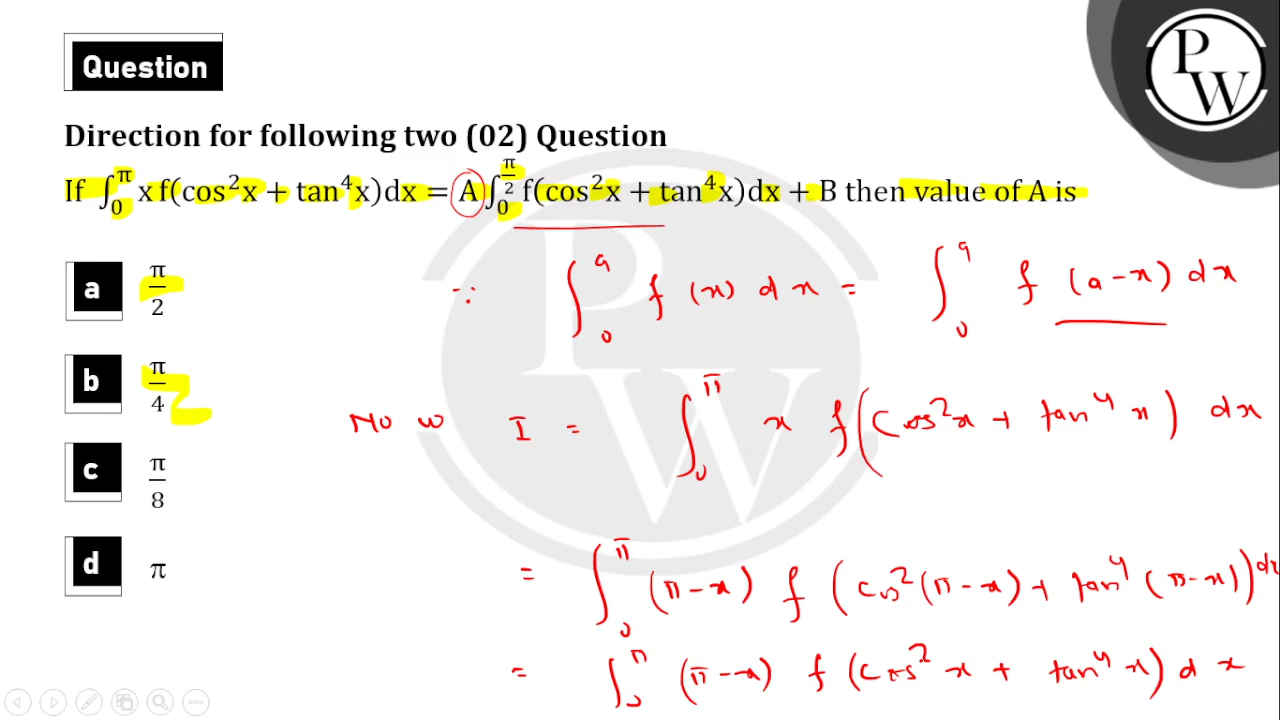 Question
PW
Direction for following two (02) Question
If ∫₀^π x f(cos²x + tan⁴x)dx = A∫₀^(π/2) f(cos²x + tan⁴x)dx + B then value of A is
a π/2
b π/4
c π/8
d π
∵ ∫₀^a f(x) dx = ∫₀^a f(a-x) dx
Now I = ∫₀^π x f(cos²x + tan⁴x) dx
= ∫₀^π (π-x) f(cos²(π-x) + tan⁴(π-x)) dx
= ∫₀^π (π-x) f(cos²x + tan⁴x) dx